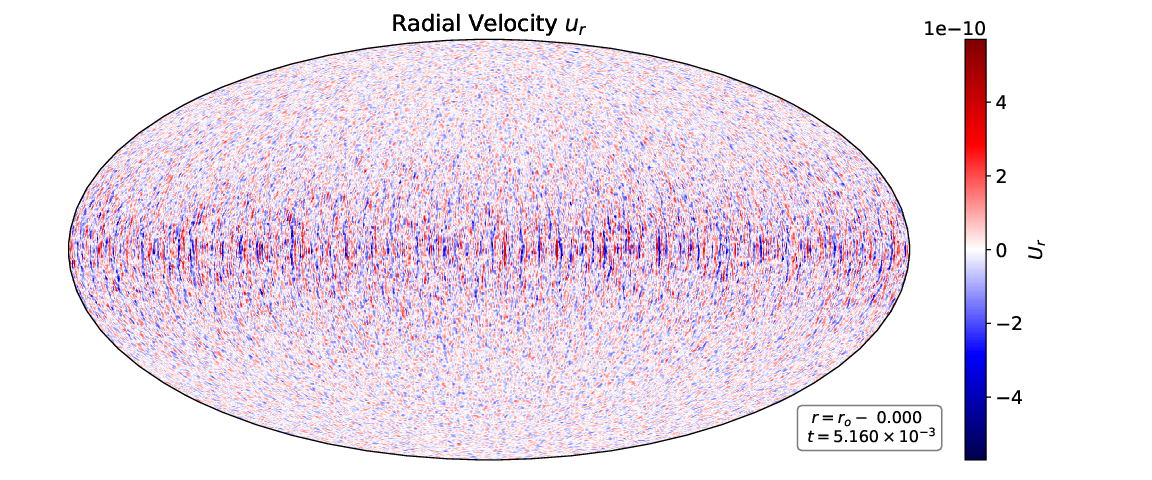 Radial Velocity u_r
1e−10
4
2
0
−2
−4
U_r
r = r_o − 0.000
t = 5.160 × 10⁻³